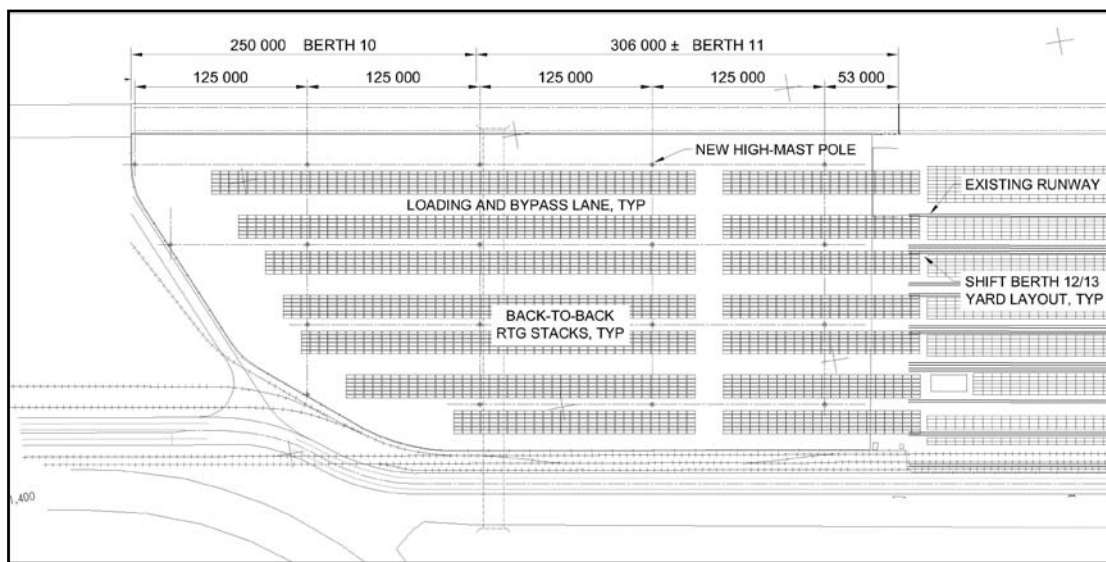 250 000 BERTH 10
306 000 ± BERTH 11
125 000
125 000
125 000
125 000
53 000
NEW HIGH-MAST POLE
EXISTING RUNWAY
LOADING AND BYPASS LANE, TYP
SHIFT BERTH 12/13
YARD LAYOUT, TYP
BACK-TO-BACK
RTG STACKS, TYP
1,400